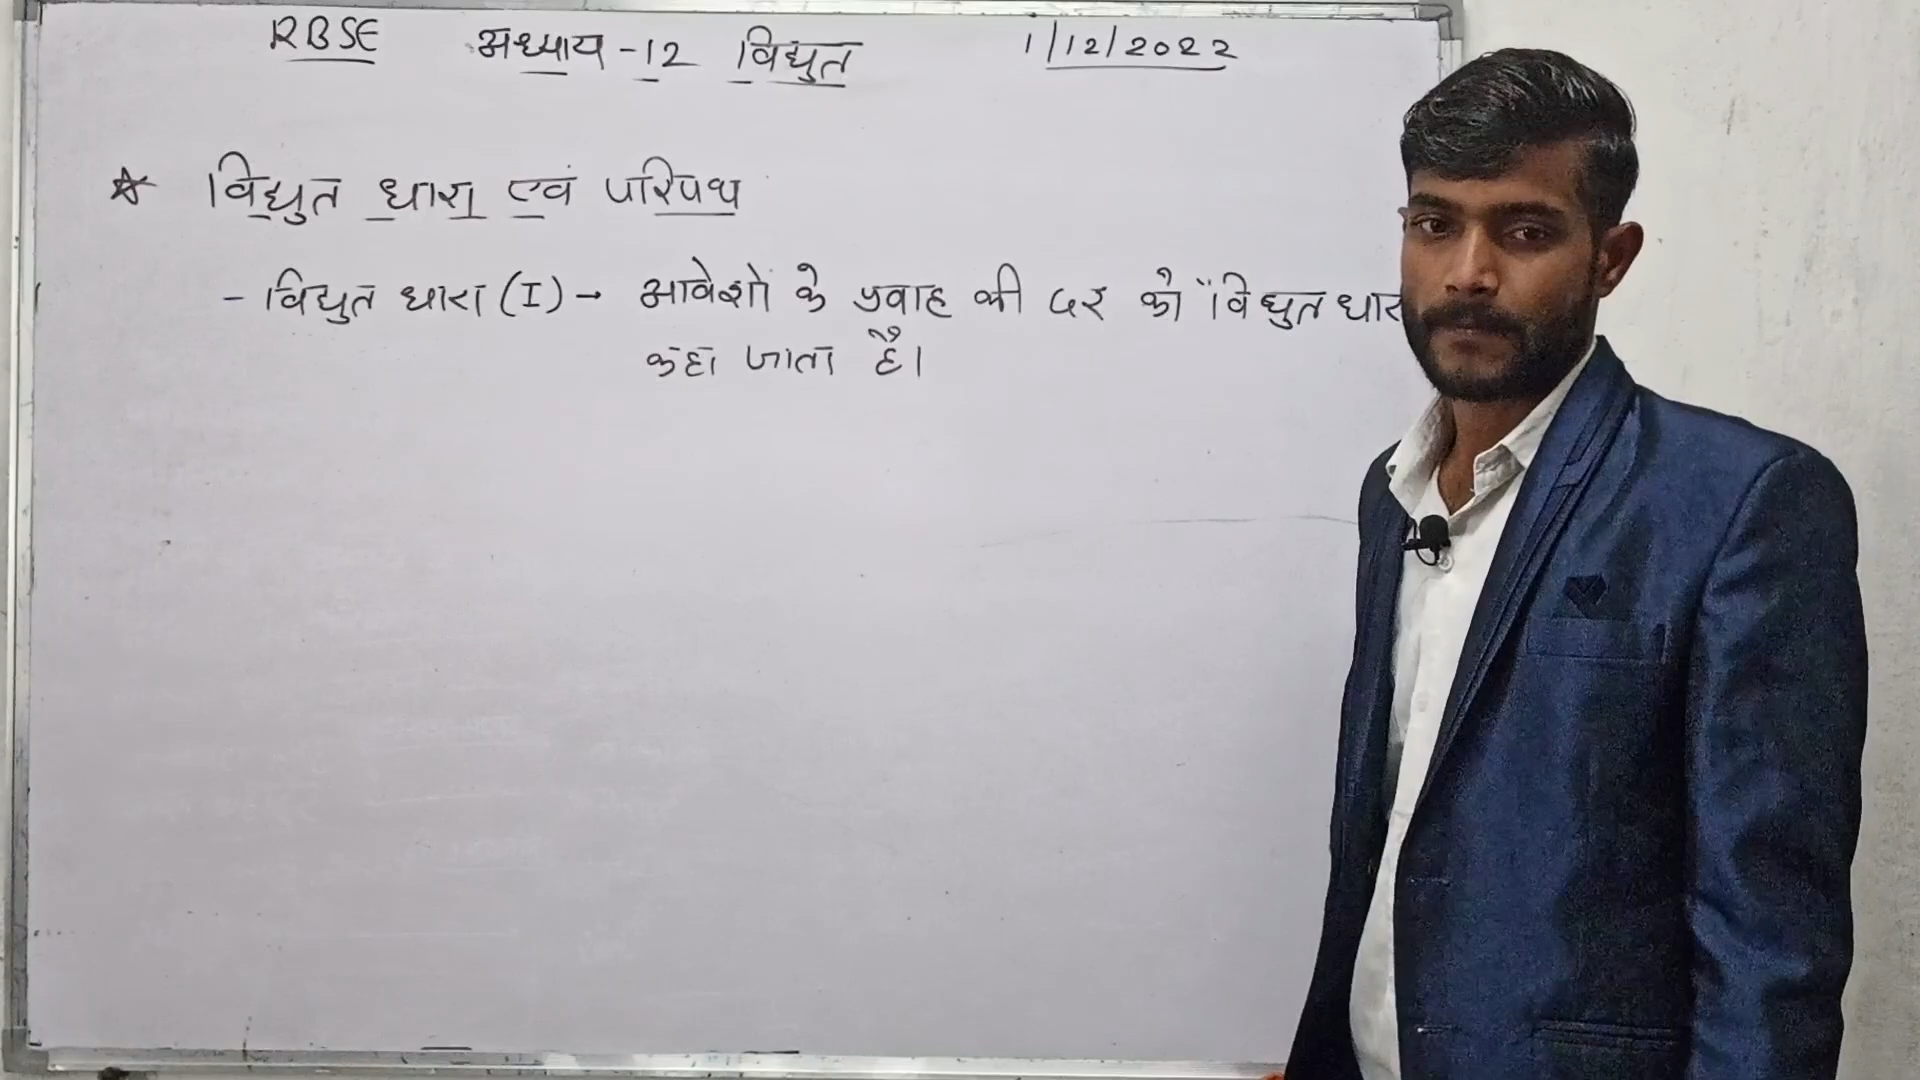 RBSE अध्याय -12 विद्युत 1/12/2022
☆ विद्युत धारा एवं परिपथ
- विद्युत धारा (I) → आवेशों के प्रवाह की दर को "विद्युत धार
कहा जाता है।